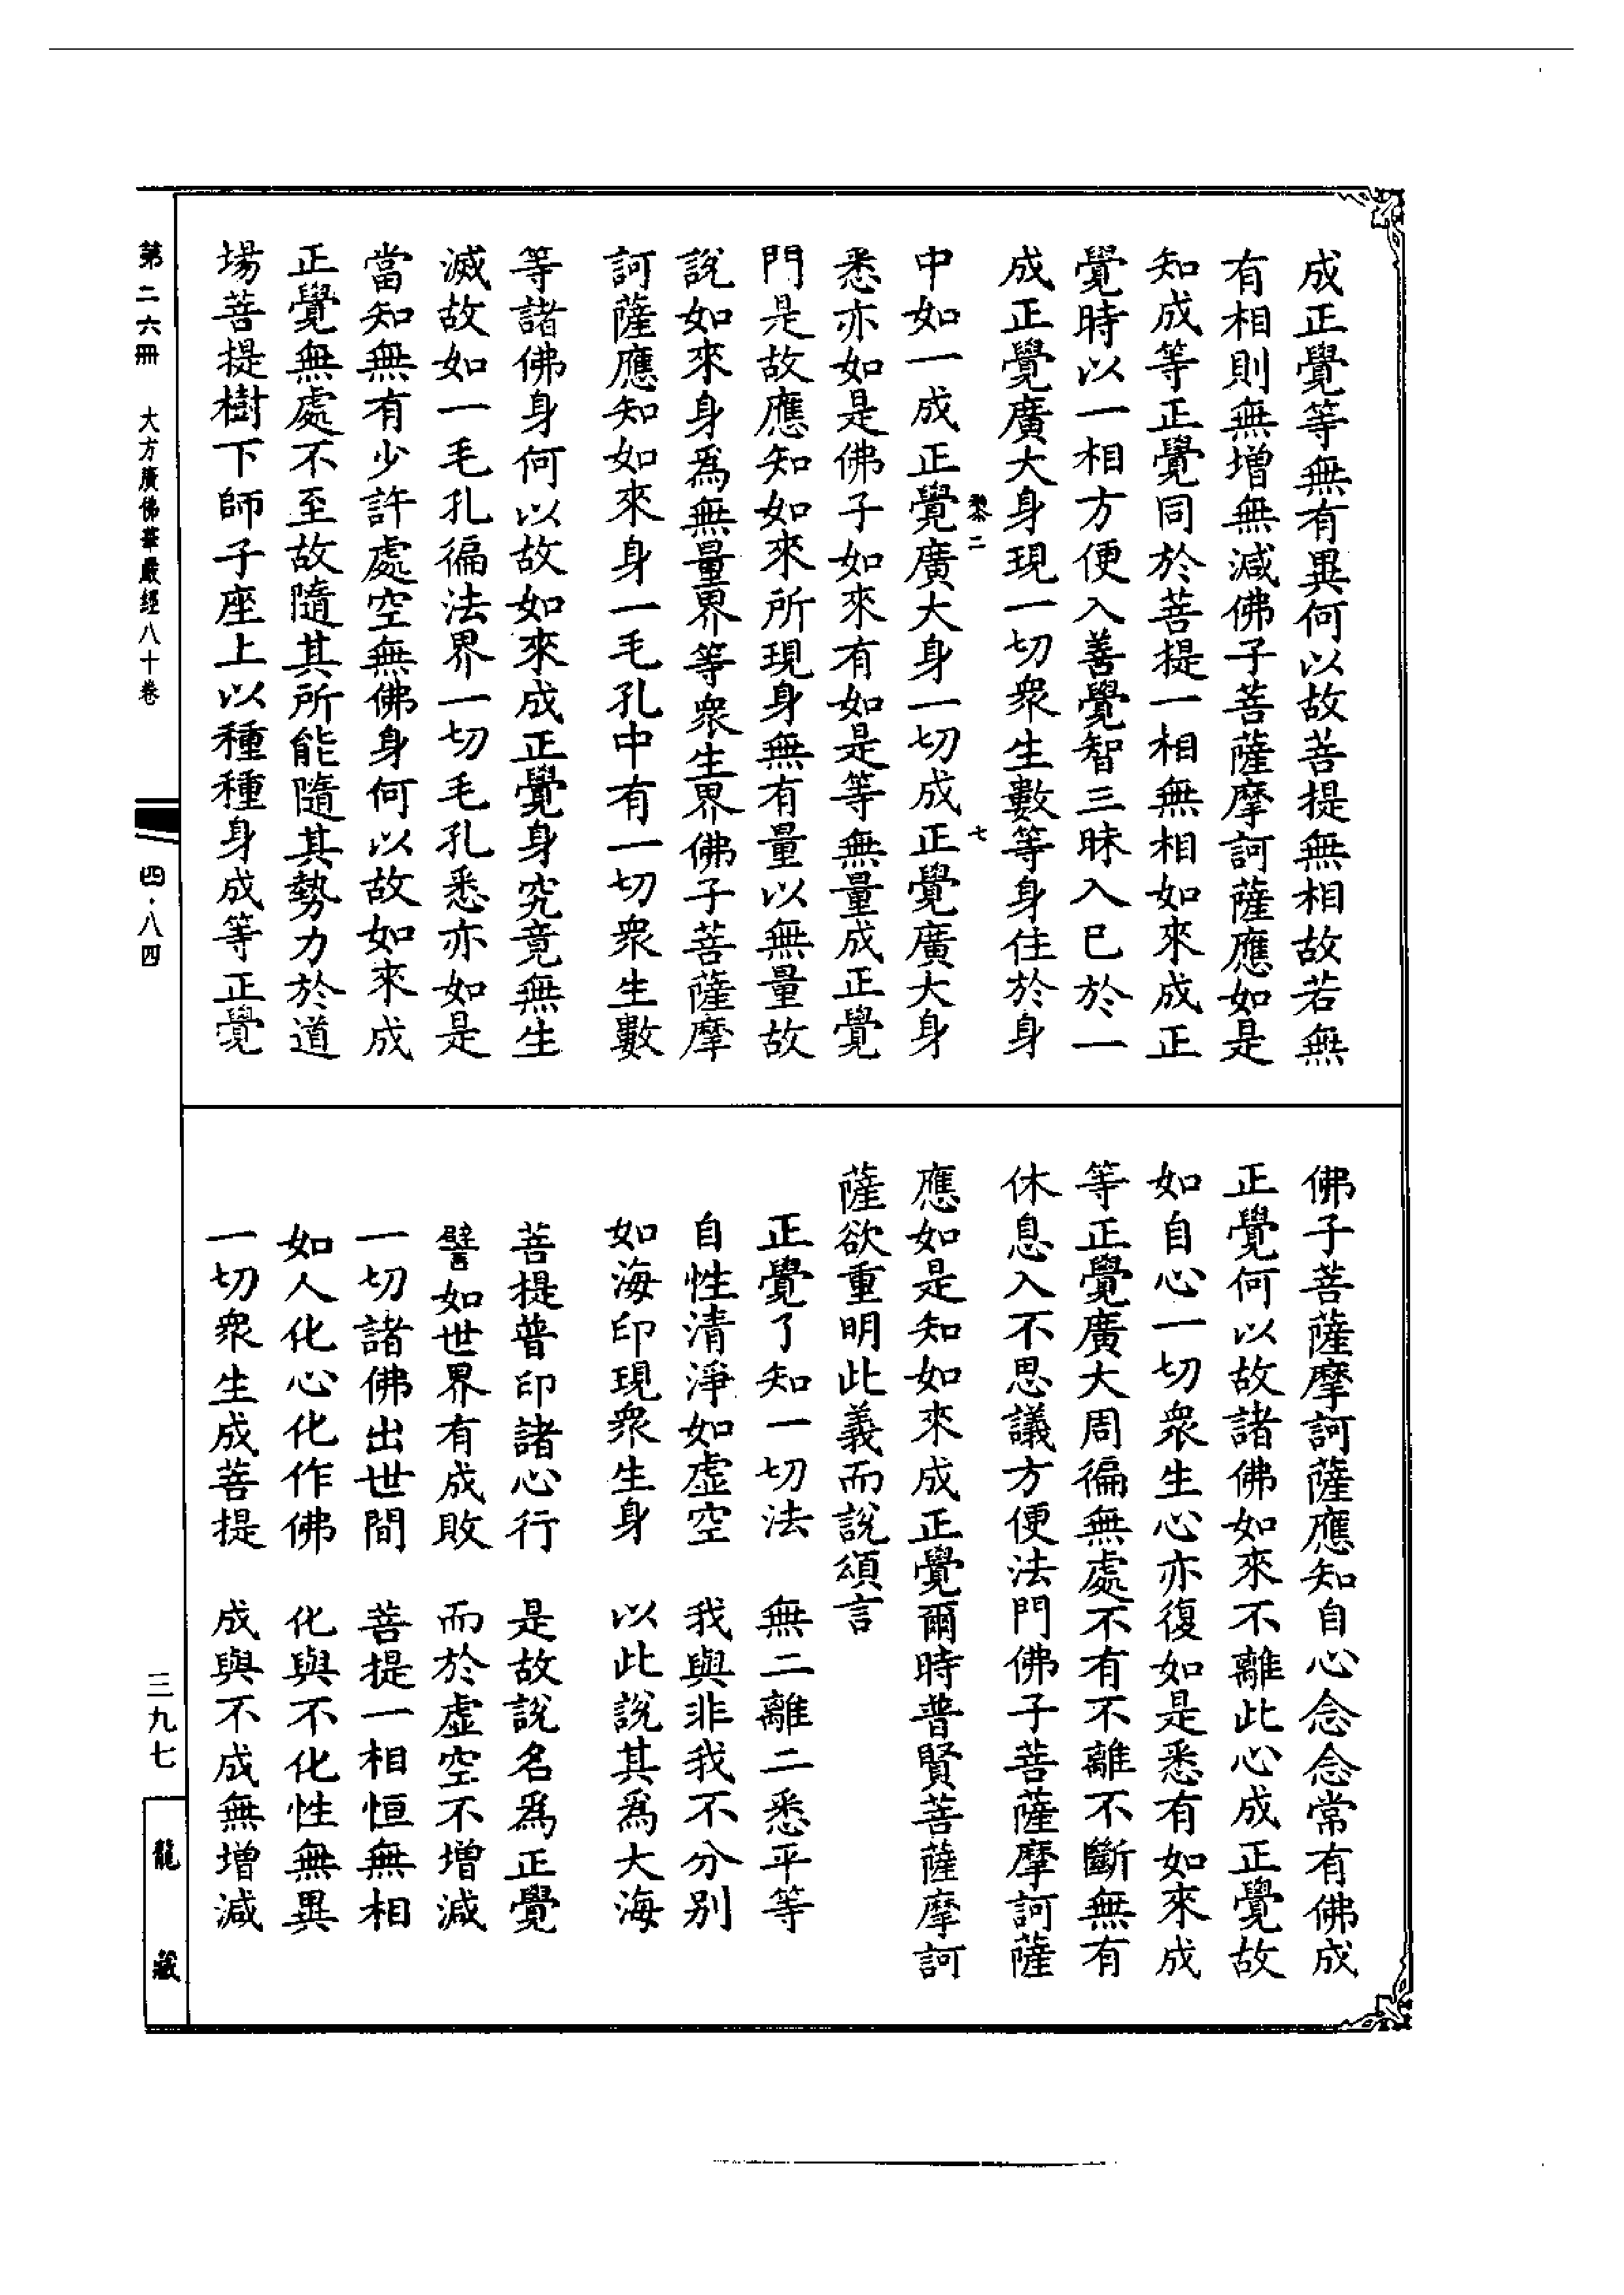 成正覺等無有異何以故菩提無相故若無
有相則無增無減佛子菩薩摩訶薩應如是
知成等正覺同於菩提一相無相如來成正
覺時以一相方便入善覺智三昧入已於一
成正覺廣大身現一切衆生數等身住於身
二
七
中如一成正覺廣大身一切成正覺廣大身
悉亦如是佛子如來有如是等無量成正覺
門是故應知如來所現身無有量以無量故
說如來身爲無量界等衆生界佛子菩薩摩
訶薩應知如來身一毛孔中有一切衆生數
等諸佛身何以故如來成正覺身究竟無生
滅故如一毛孔徧法界一切毛孔悉亦如是
當知無有少許處空無佛身何以故如來成
正覺無處不至故隨其所能隨其勢力於道
場菩提樹下師子座上以種種身成等正覺
佛子菩薩摩訶薩應知自心念念常有佛成
正覺何以故諸佛如來不離此心成正覺故
如自心一切衆生心亦復如是悉有如來成
等正覺廣大周徧無處不有不離不斷無有
休息入不思議方便法門佛子菩薩摩訶薩
應如是知如來成正覺爾時普賢菩薩摩訶
薩欲重明此義而說頌言
正覺了知一切法　無二離二悉平等
自性清淨如虛空　我與非我不分別
如海印現衆生身　以此說其爲大海
菩提普印諸心行　是故說名爲正覺
譬如世界有成敗　而於虛空不增減
一切諸佛出世間　菩提一相恒無相
如人化心化作佛　化與不化性無異
一切衆生成菩提　成與不成無增減
第二六冊　大方廣佛華嚴經八十卷　四·八四
三九七
龍藏